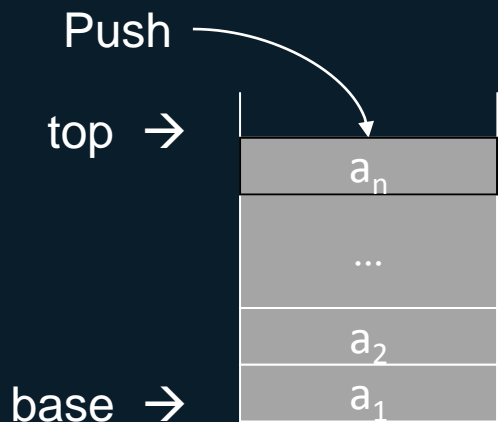 Push
top →
aₙ
...
a₂
base → a₁